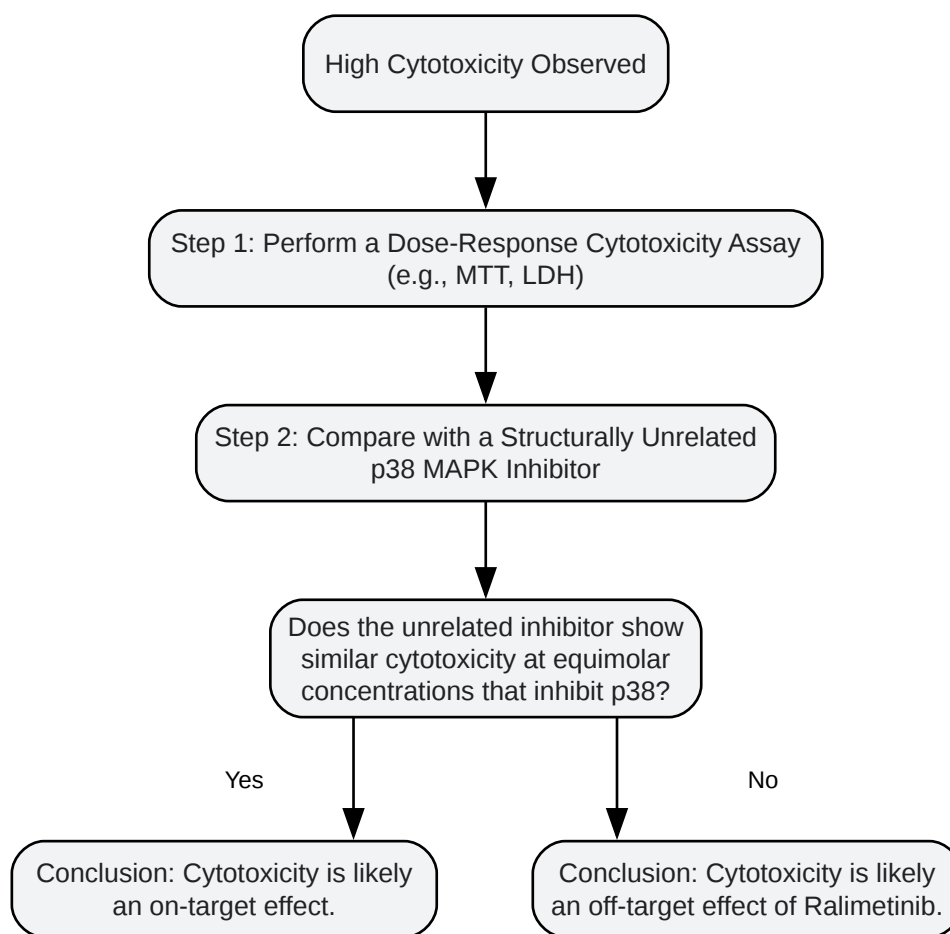 High Cytotoxicity Observed
Step 1: Perform a Dose-Response Cytotoxicity Assay
(e.g., MTT, LDH)
Step 2: Compare with a Structurally Unrelated
p38 MAPK Inhibitor
Does the unrelated inhibitor show
similar cytotoxicity at equimolar
concentrations that inhibit p38?
Yes
No
Conclusion: Cytotoxicity is likely
an on-target effect.
Conclusion: Cytotoxicity is likely
an off-target effect of Ralimetinib.